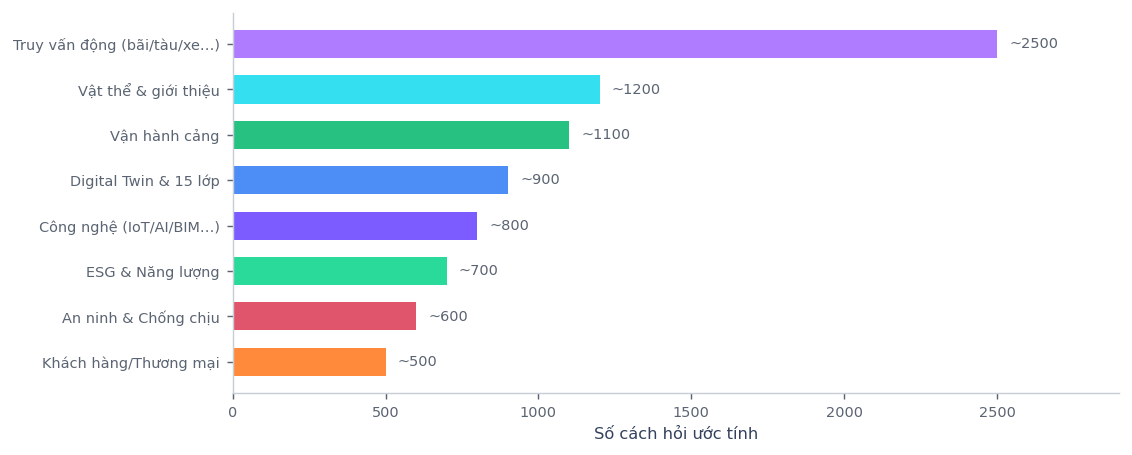 Truy vấn động (bãi/tàu/xe...) ~2500
Vật thể & giới thiệu ~1200
Vận hành cảng ~1100
Digital Twin & 15 lớp ~900
Công nghệ (IoT/AI/BIM...) ~800
ESG & Năng lượng ~700
An ninh & Chống chịu ~600
Khách hàng/Thương mại ~500
0 500 1000 1500 2000 2500
Số cách hỏi ước tính